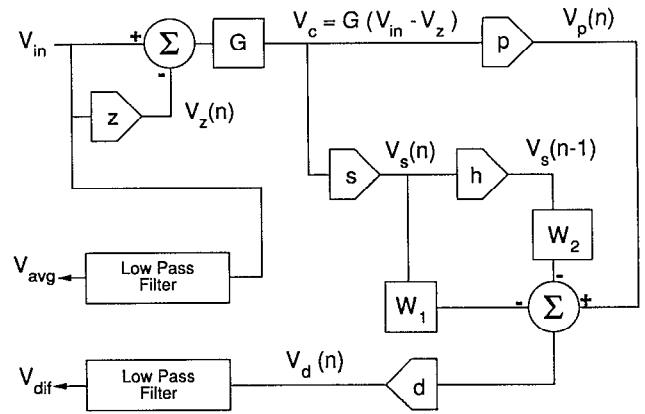 V_in
+
Σ
-
G
V_c = G (V_in - V_z)
p
V_p(n)
z
V_z(n)
s
V_s(n)
h
V_s(n-1)
W_2
-
V_avg
Low Pass
Filter
W_1
-
Σ
+
V_dif
Low Pass
Filter
V_d (n)
d